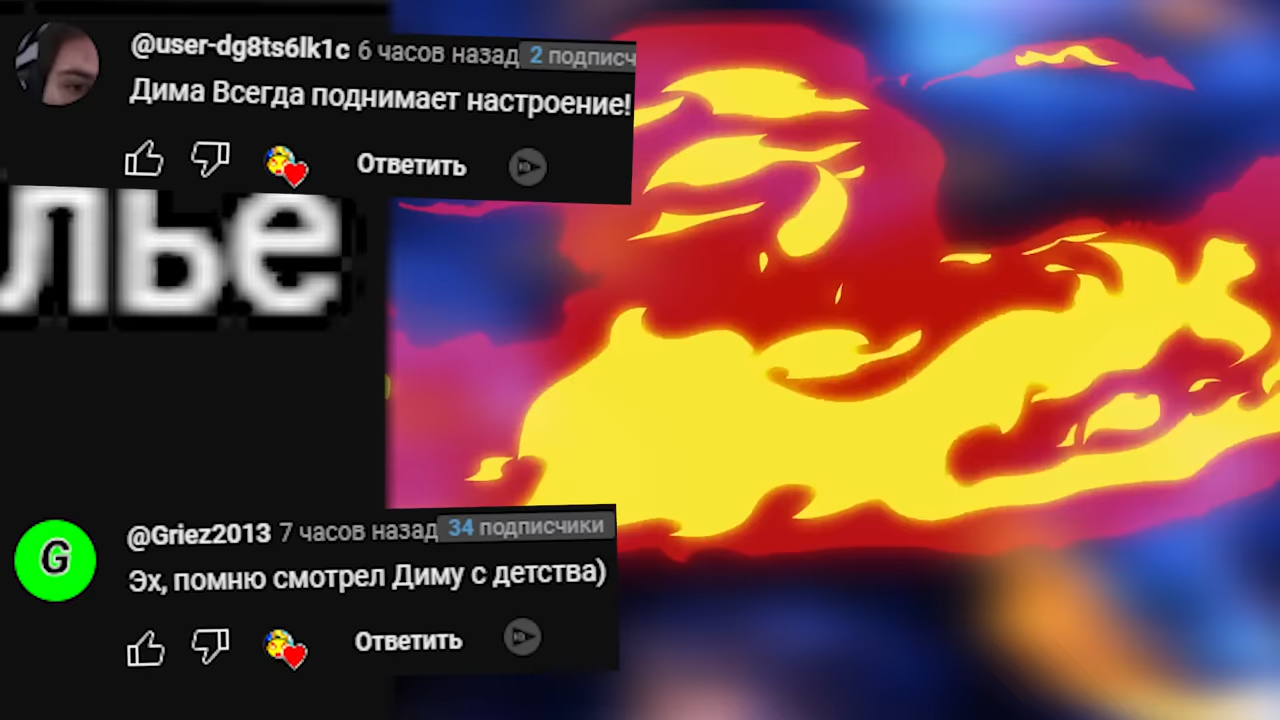 @user-dg8ts6lk1c 6 часов назад 2 подписч
Дима Всегда поднимает настроение!
Ответить
лье
@Griez2013 7 часов назад 34 подписчики
G
Эх, помню смотрел Диму с детства)
Ответить